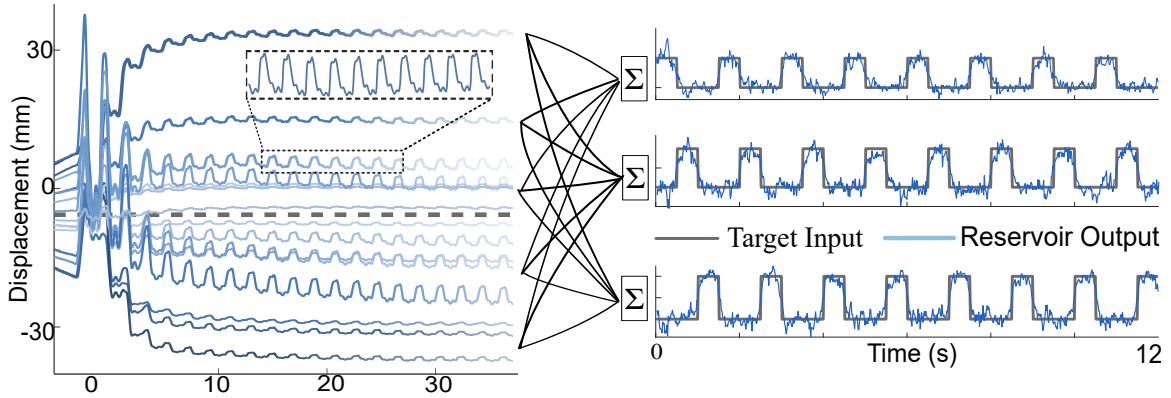 Displacement (mm)
30
0
-30
0
10
20
30
Σ
Σ
Σ
Target Input
Reservoir Output
0
Time (s)
12